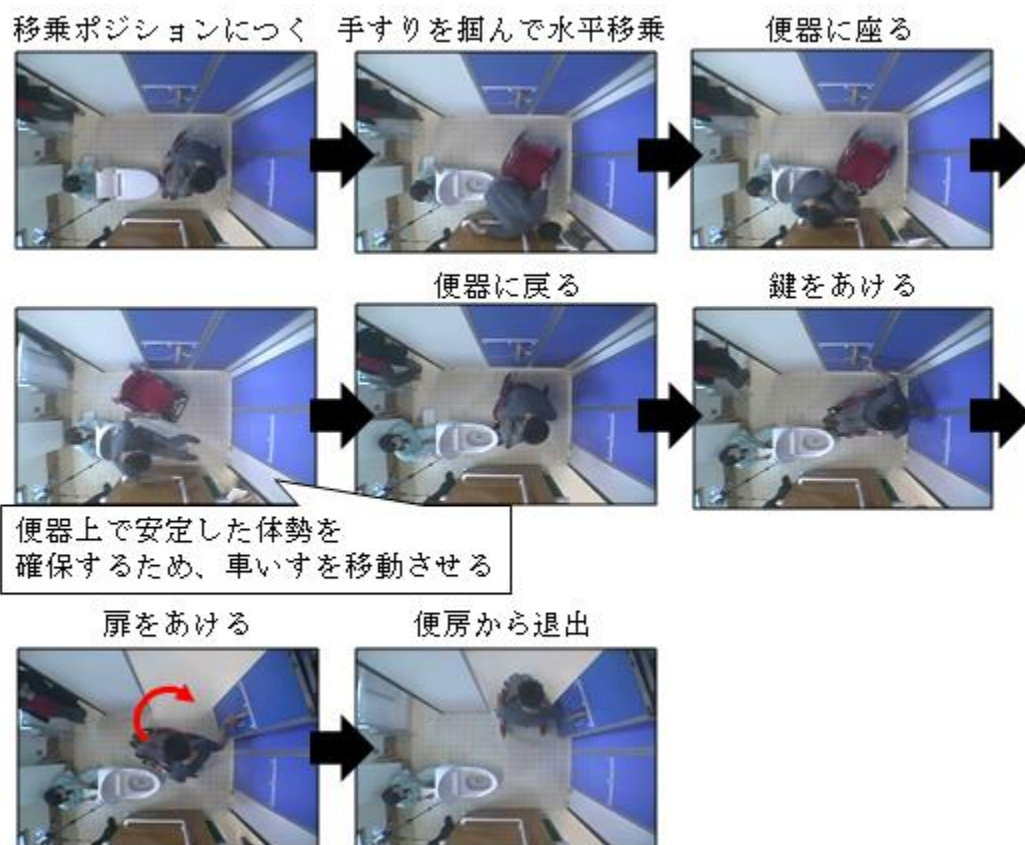 移乗ポジションにつく
手すりを掴んで水平移乗
便器に座る
便器に戻る
鍵をあける
便器上で安定した体勢を
確保するため、車いすを移動させる
扉をあける
便房から退出